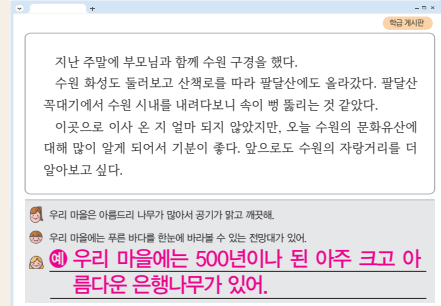 학급 게시판
지난 주말에 부모님과 함께 수원 구경을 했다.
수원 화성도 둘러보고 산책로를 따라 팔달산에도 올라갔다. 팔달산
꼭대기에서 수원 시내를 내려다보니 속이 뻥 뚫리는 것 같았다.
이곳으로 이사 온 지 얼마 되지 않았지만, 오늘 수원의 문화유산에
대해 많이 알게 되어서 기분이 좋다. 앞으로도 수원의 자랑거리를 더
알아보고 싶다.
우리 마을은 아름드리 나무가 많아서 공기가 맑고 깨끗해.
우리 마을에는 푸른 바다를 한눈에 바라볼 수 있는 전망대가 있어.
예 우리 마을에는 500년이나 된 아주 크고 아
름다운 은행나무가 있어.